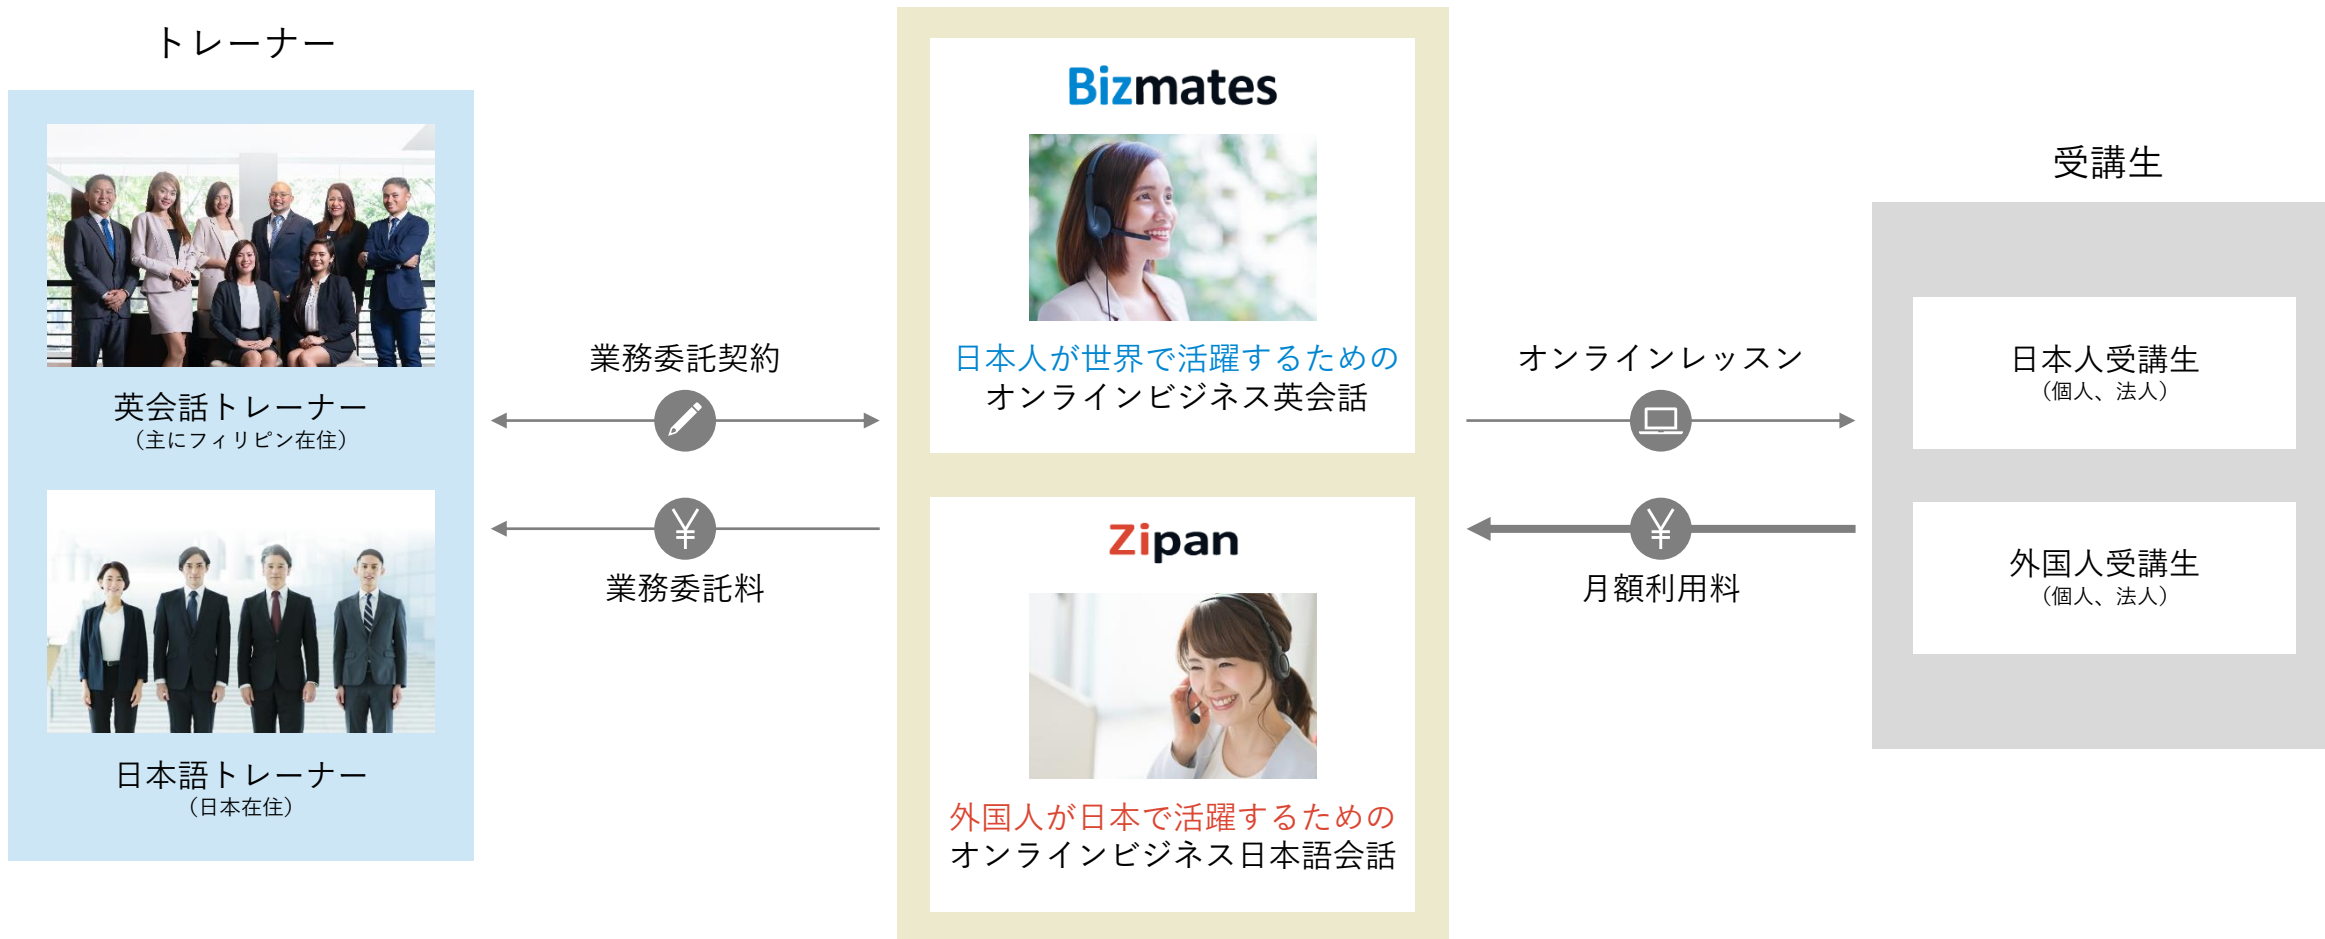 トレーナー
英会話トレーナー
（主にフィリピン在住）
日本語トレーナー
（日本在住）
業務委託契約
¥
業務委託料
Bizmates
日本人が世界で活躍するための
オンラインビジネス英会話
Zipan
外国人が日本で活躍するための
オンラインビジネス日本語会話
オンラインレッスン
¥
月額利用料
受講生
日本人受講生
（個人、法人）
外国人受講生
（個人、法人）